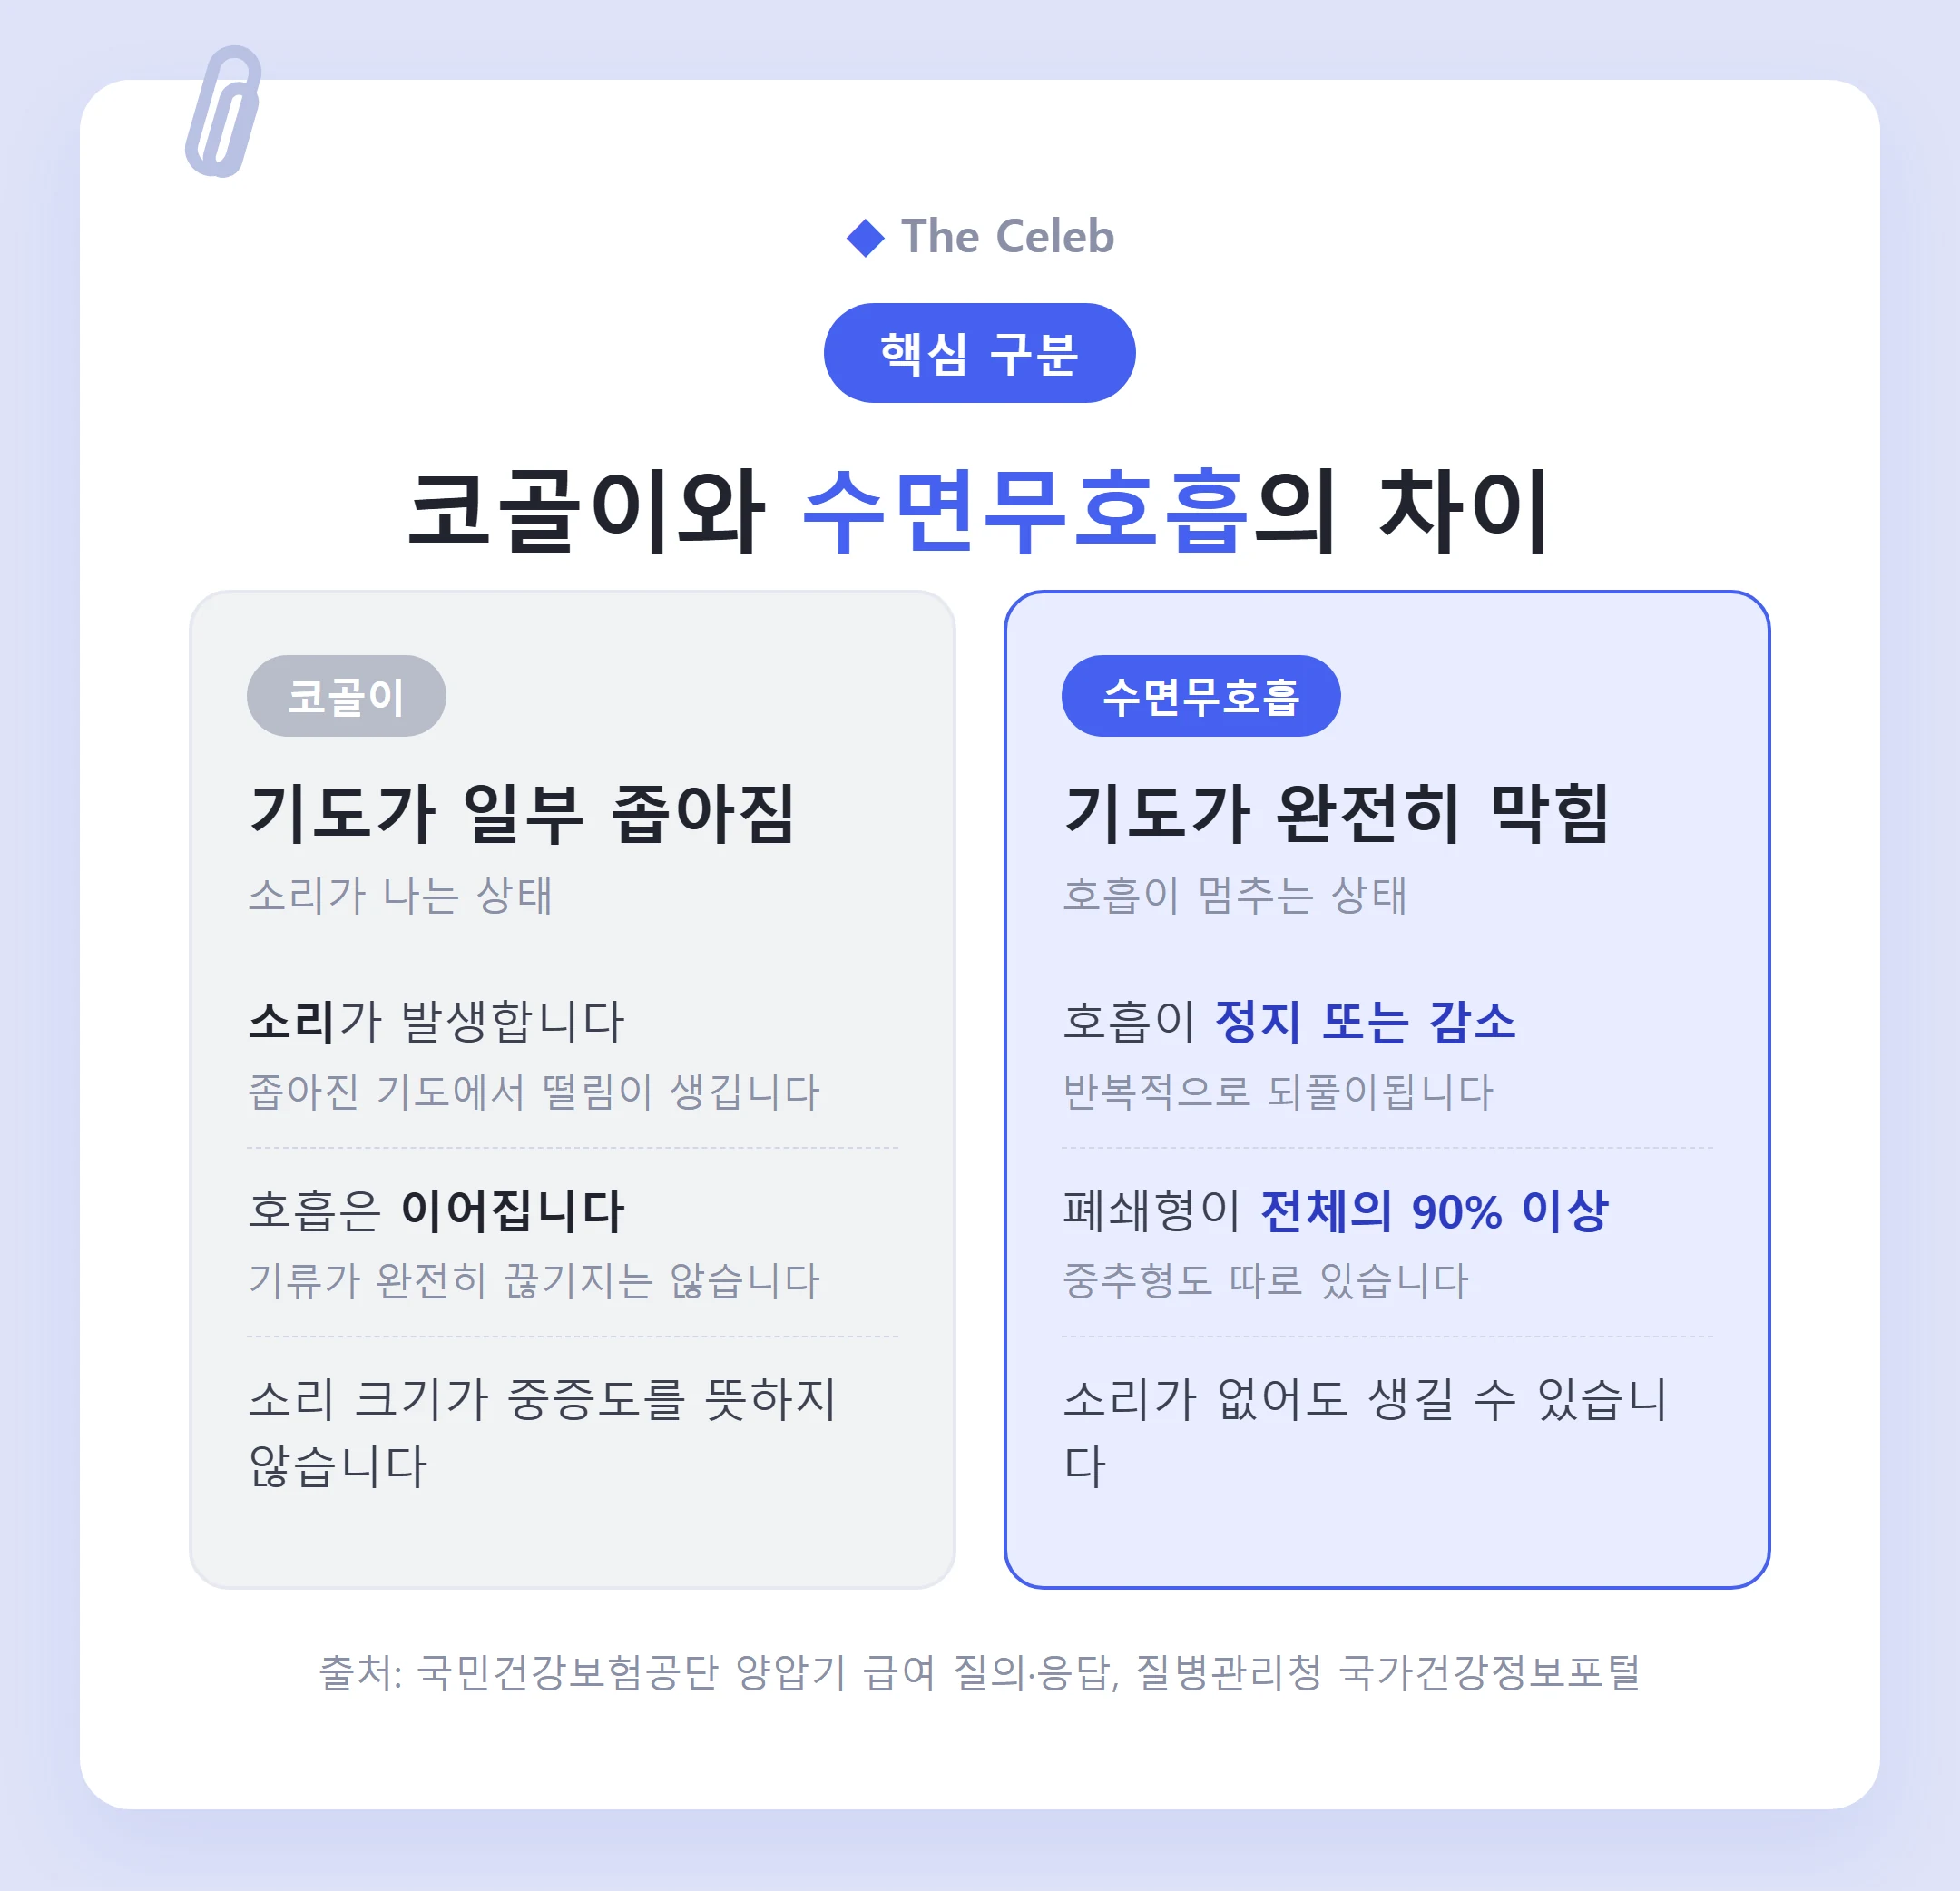 The Celeb
핵심 구분
코골이와 수면무호흡의 차이
코골이
기도가 일부 좁아짐
소리가 나는 상태
소리가 발생합니다
좁아진 기도에서 떨림이 생깁니다
호흡은 이어집니다
기류가 완전히 끊기지는 않습니다
소리 크기가 중증도를 뜻하지
않습니다
수면무호흡
기도가 완전히 막힘
호흡이 멈추는 상태
호흡이 정지 또는 감소
반복적으로 되풀이됩니다
폐쇄형이 전체의 90% 이상
중추형도 따로 있습니다
소리가 없어도 생길 수 있습니
다
출처: 국민건강보험공단 양압기 급여 질의·응답, 질병관리청 국가건강정보포털